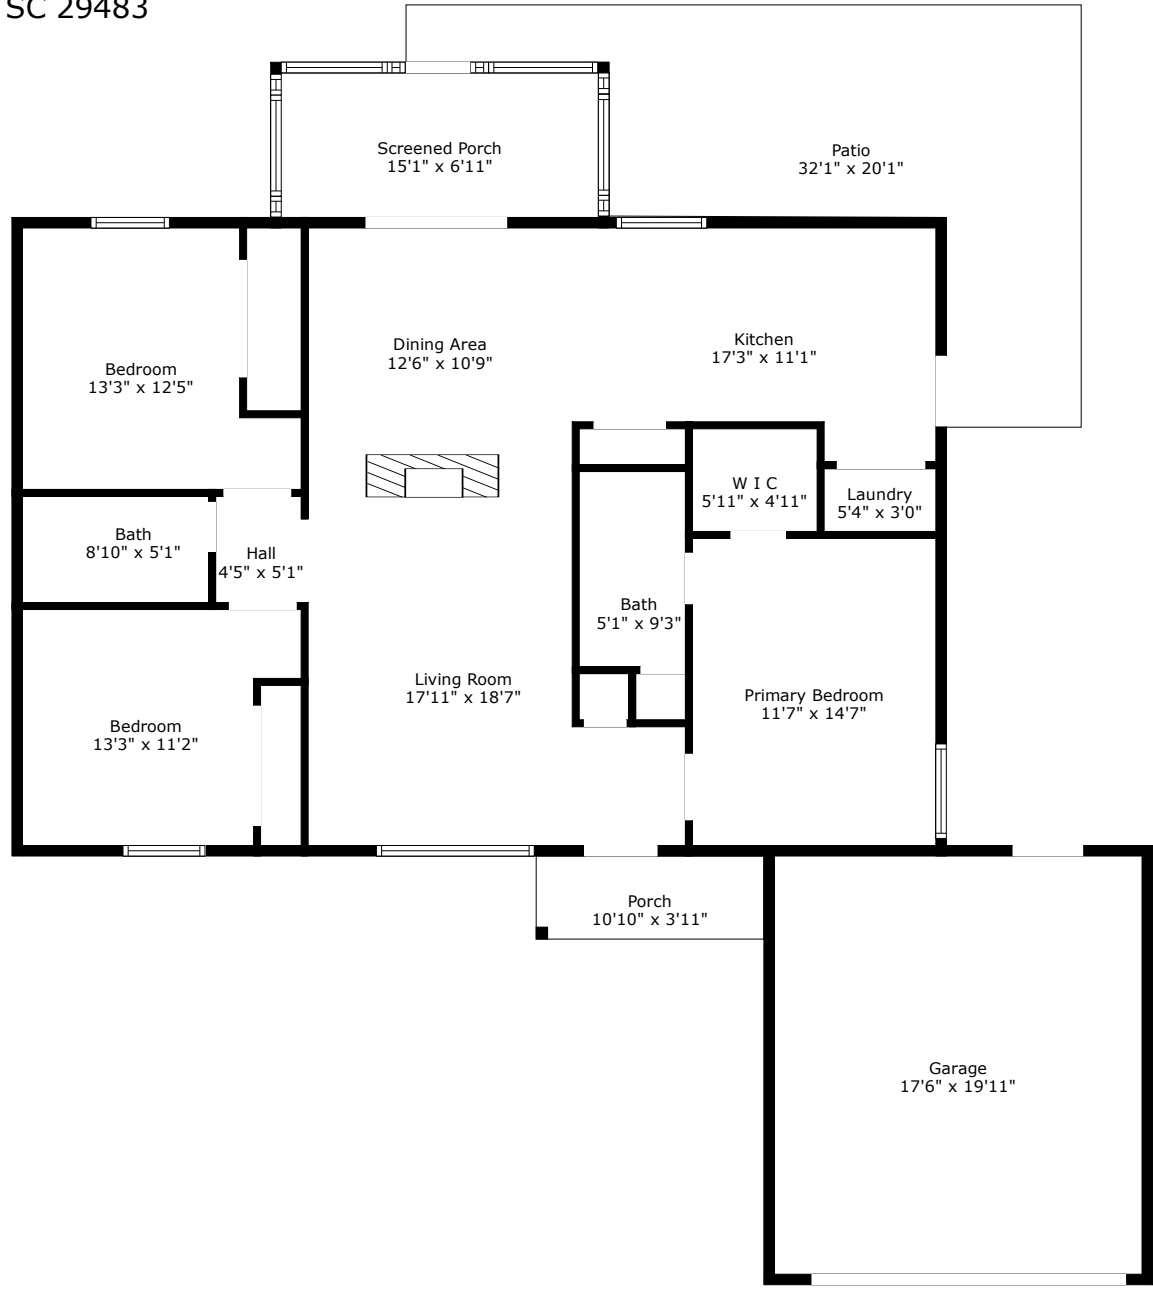 SC 29483
Screened Porch
15'1" x 6'11"
Patio
32'1" x 20'1"
Dining Area
12'6" x 10'9"
Kitchen
17'3" x 11'1"
Bedroom
13'3" x 12'5"
W I C
5'11" x 4'11"
Laundry
5'4" x 3'0"
Bath
8'10" x 5'1"
Hall
4'5" x 5'1"
Bath
5'1" x 9'3"
Living Room
17'11" x 18'7"
Primary Bedroom
11'7" x 14'7"
Bedroom
13'3" x 11'2"
Porch
10'10" x 3'11"
Garage
17'6" x 19'11"